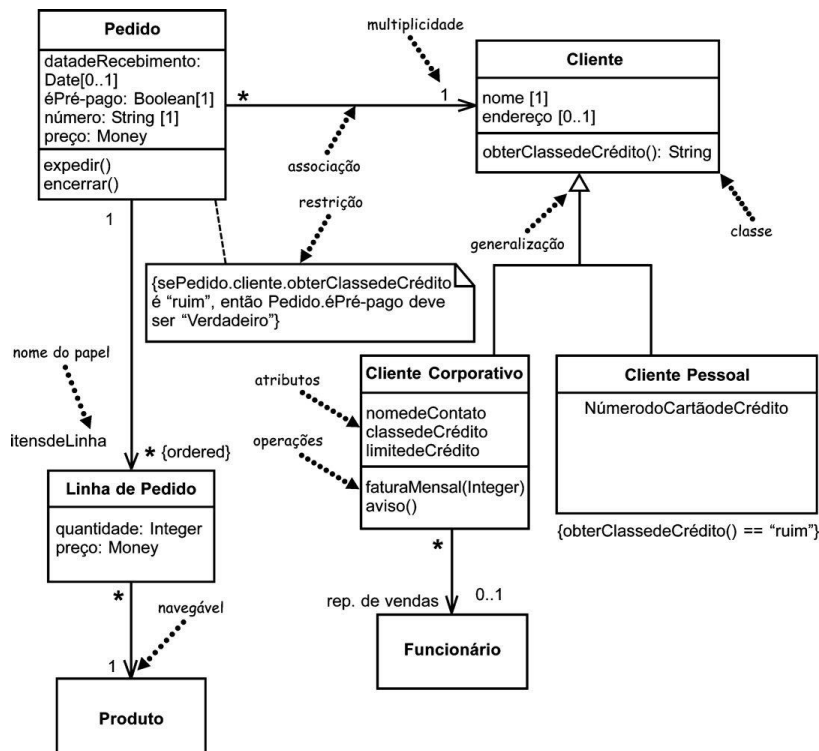 Pedido
datadeRecebimento:
Date[0..1]
éPré-pago: Boolean[1]
número: String [1]
preço: Money
expedir()
encerrar()
multiplicidade
*
1
associação
Cliente
nome [1]
endereço [0..1]
obterClassedeCrédito(): String
restrição
generalização
classe
1
{sePedido.cliente.obterClassedeCrédito
é “ruim”, então Pedido.éPré-pago deve
ser “Verdadeiro”}
nome do papel
itensdeLinha
* {ordered}
atributos
operações
Cliente Corporativo
nomedeContato
classedeCrédito
limitedeCrédito
faturaMensal(Integer)
aviso()
Cliente Pessoal
NúmerodoCartãodeCrédito
{obterClassedeCrédito() == “ruim”}
Linha de Pedido
quantidade: Integer
preço: Money
*
navegável
1
Produto
*
rep. de vendas
0..1
Funcionário